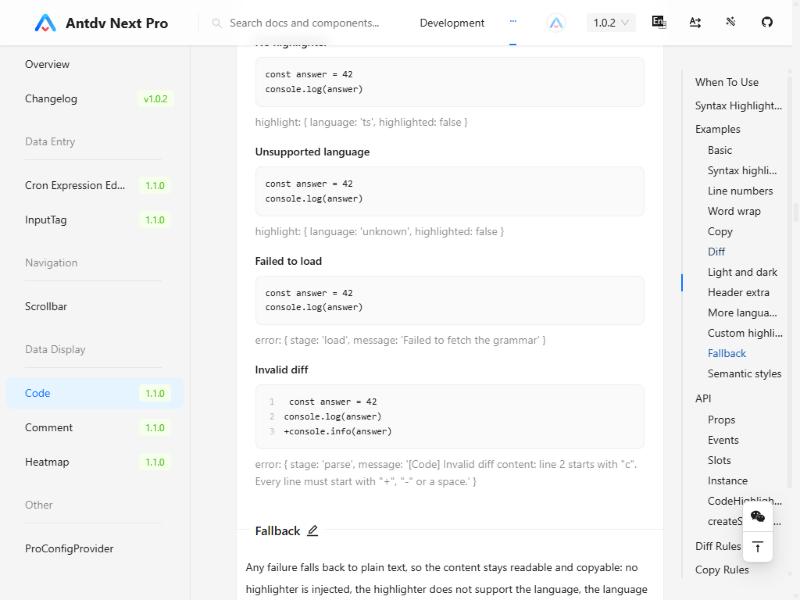 Antdv Next Pro
Search docs and components...
Development
...
1.0.2
En
Overview
Changelog
v1.0.2
Data Entry
Cron Expression Ed...
1.1.0
InputTag
1.1.0
Navigation
Scrollbar
Data Display
Code
1.1.0
Comment
1.1.0
Heatmap
1.1.0
Other
ProConfigProvider
const answer = 42
console.log(answer)
highlight: { language: 'ts', highlighted: false }
Unsupported language
const answer = 42
console.log(answer)
highlight: { language: 'unknown', highlighted: false }
Failed to load
const answer = 42
console.log(answer)
error: { stage: 'load', message: 'Failed to fetch the grammar' }
Invalid diff
1 const answer = 42
2 console.log(answer)
3 +console.info(answer)
error: { stage: 'parse', message: '[Code] Invalid diff content: line 2 starts with "c".
Every line must start with "+", "-" or a space.' }
Fallback
Any failure falls back to plain text, so the content stays readable and copyable: no
highlighter is injected, the highlighter does not support the language, the language
When To Use
Syntax Highlight...
Examples
Basic
Syntax highli...
Line numbers
Word wrap
Copy
Diff
Light and dark
Header extra
More langua...
Custom highli...
Fallback
Semantic styles
API
Props
Events
Slots
Instance
CodeHighligh...
createS
Diff Rules
Copy Rules